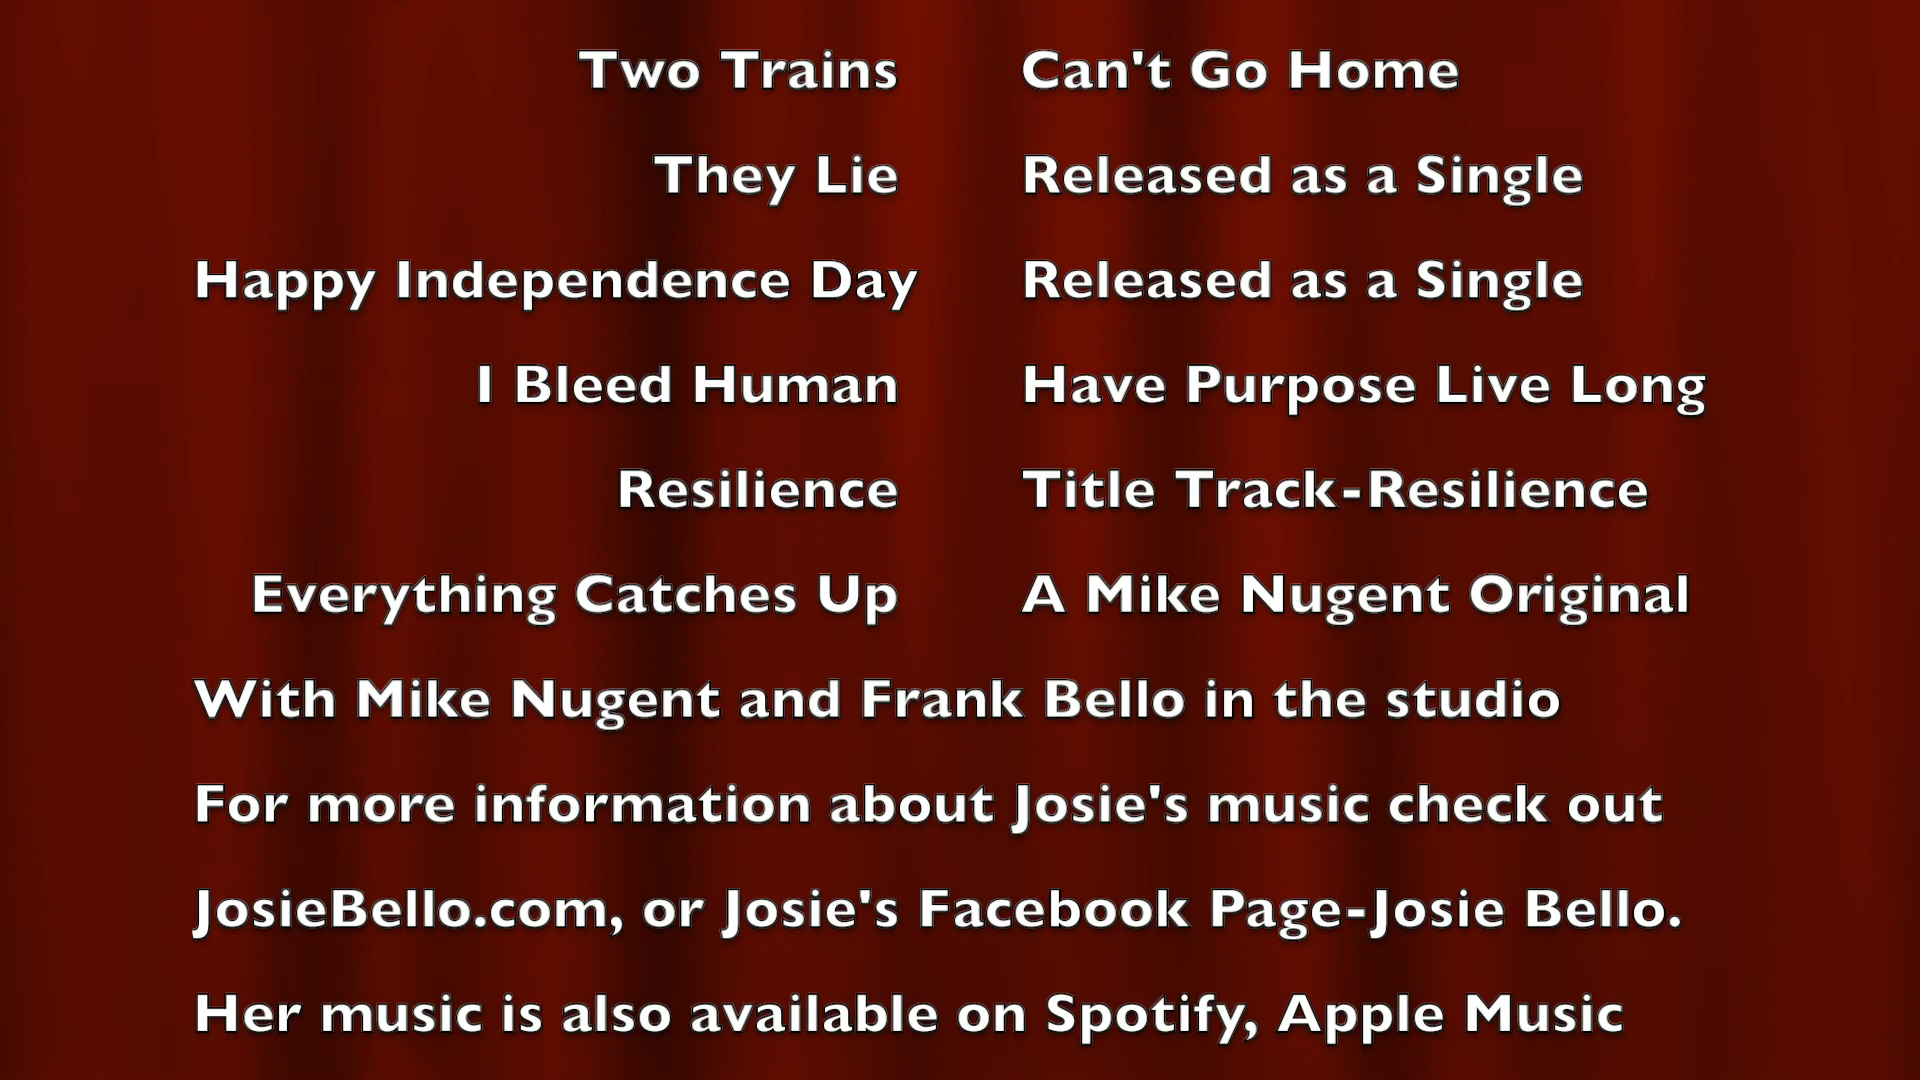 Two Trains Can't Go Home
They Lie Released as a Single
Happy Independence Day Released as a Single
I Bleed Human Have Purpose Live Long
Resilience Title Track-Resilience
Everything Catches Up A Mike Nugent Original
With Mike Nugent and Frank Bello in the studio
For more information about Josie's music check out
JosieBello.com, or Josie's Facebook Page-Josie Bello.
Her music is also available on Spotify, Apple Music